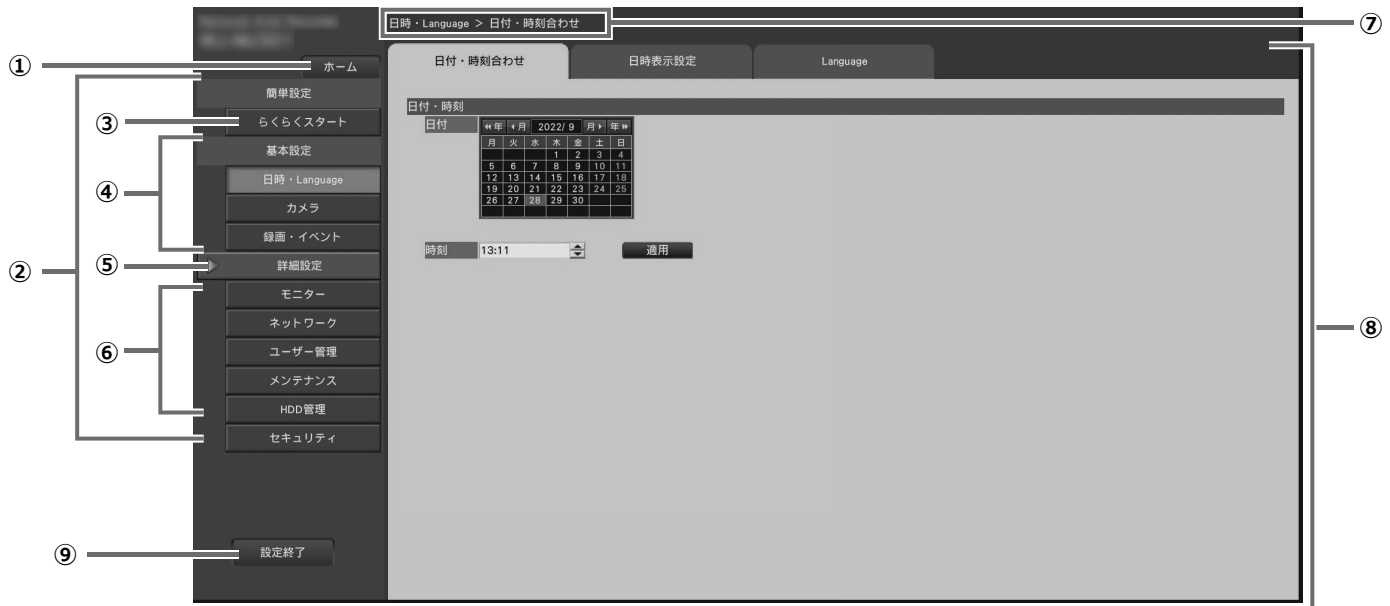 日時・Language > 日付・時刻合わせ
⑦
① ホーム
日付・時刻合わせ 日時表示設定 Language
簡単設定
日付・時刻
③ らくらくスタート
日付
年 月 2022/ 9 月 年
月 火 水 木 金 土 日
1 2 3 4
5 6 7 8 9 10 11
12 13 14 15 16 17 18
19 20 21 22 23 24 25
26 27 28 29 30
基本設定
④
日時・Language
カメラ
録画・イベント
時刻 13:11 適用
② ⑤ 詳細設定
⑧
モニター
ネットワーク
⑥ ユーザー管理
メンテナンス
HDD管理
セキュリティ
⑨ 設定終了